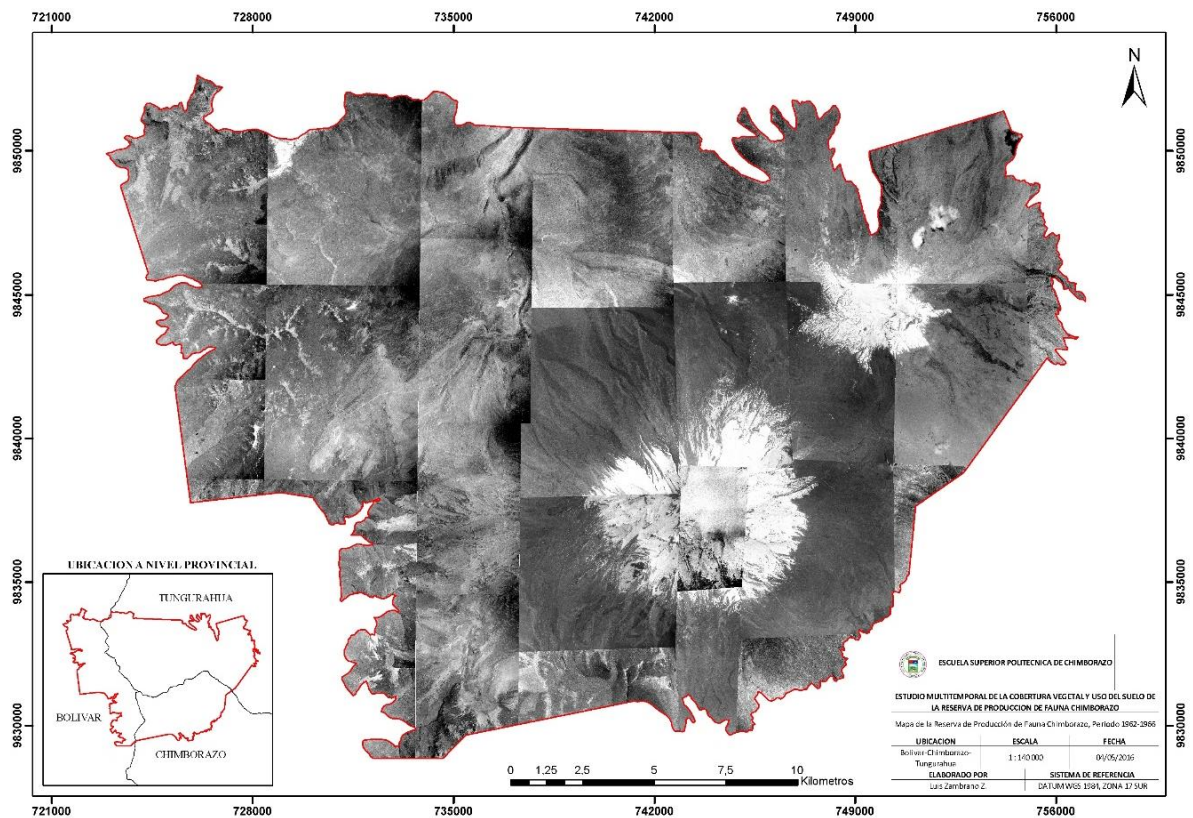 721000 728000 735000 742000 749000 756000
N
9850000 9850000
9845000 9845000
9840000 9840000
9835000 9835000
9830000 9830000
UBICACION A NIVEL PROVINCIAL
TUNGURAHUA
BOLIVAR
CHIMBORAZO
0 1,25 2,5 5 7,5 10
Kilometros
ESCUELA SUPERIOR POLITECNICA DE CHIMBORAZO
ESTUDIO MULTITEMPORAL DE LA COBERTURA VEGETAL Y USO DEL SUELO DE
LA RESERVA DE PRODUCCION DE FAUNA CHIMBORAZO
Mapa de la Reserva de Producción de Fauna Chimborazo, Periodo 1962-1966
UBICACION ESCALA FECHA
Bolivar-Chimborazo-
Tungurahua
1 : 140 000 04/05/2016
ELABORADO POR SISTEMA DE REFERENCIA
Luis Zambrano Z. DATUM WGS 1984, ZONA 17 SUR
721000 728000 735000 742000 749000 756000